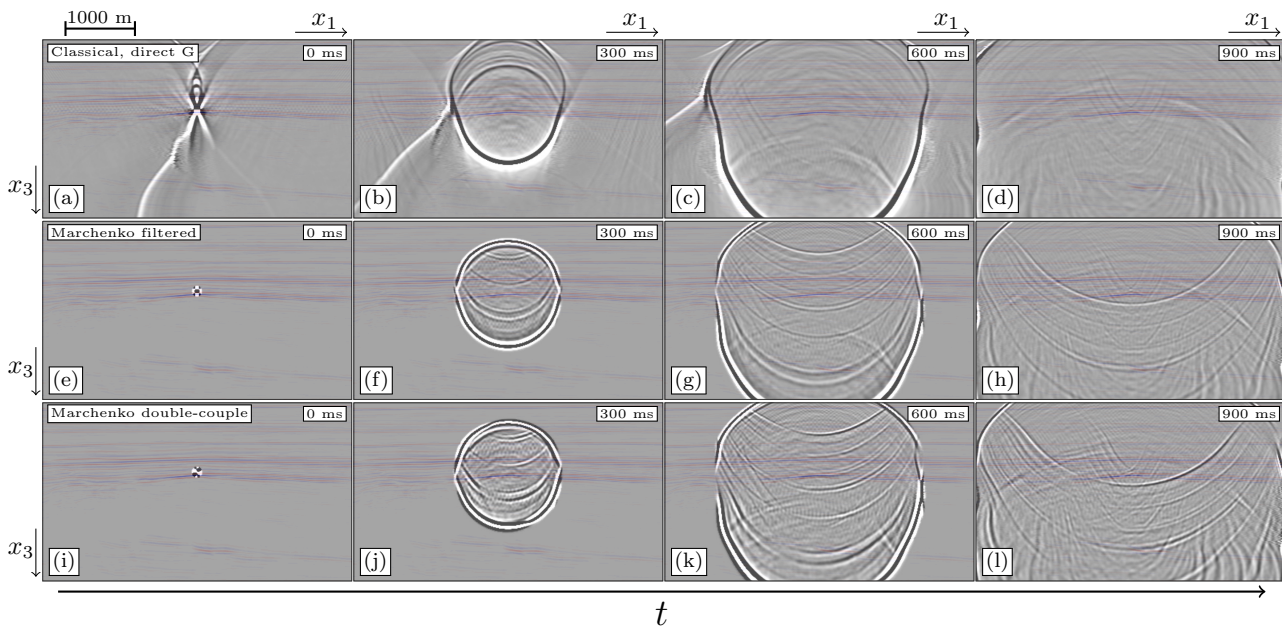 1000 m
x₁ x₁ x₁ x₁
Classical, direct G 0 ms 300 ms 600 ms 900 ms
x₃
(a) (b) (c) (d)
Marchenko filtered 0 ms 300 ms 600 ms 900 ms
x₃
(e) (f) (g) (h)
Marchenko double-couple 0 ms 300 ms 600 ms 900 ms
x₃
(i) (j) (k) (l)
t